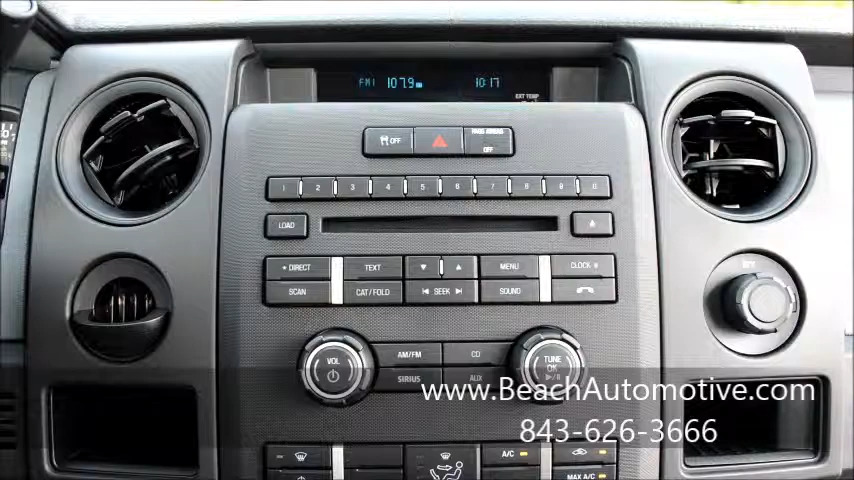 FM1 107.9 10:17
EXT TEMP
OFF
PASS AIRBAG
OFF
1 2 3 4 5 6 7 8 9
LOAD
DIRECT TEXT MENU CLOCK
SCAN CAT/FOLD SEEK SOUND
VOL AM/FM CD TUNE
OK
SIRIUS AUX
www.BeachAutomotive.com
843-626-3666
A/C
MAX A/C